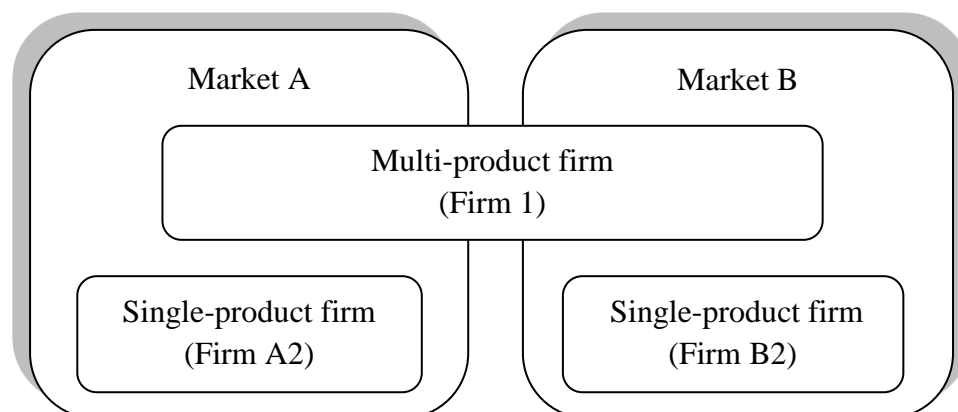 Market A
Market B
Multi-product firm
(Firm 1)
Single-product firm
(Firm A2)
Single-product firm
(Firm B2)